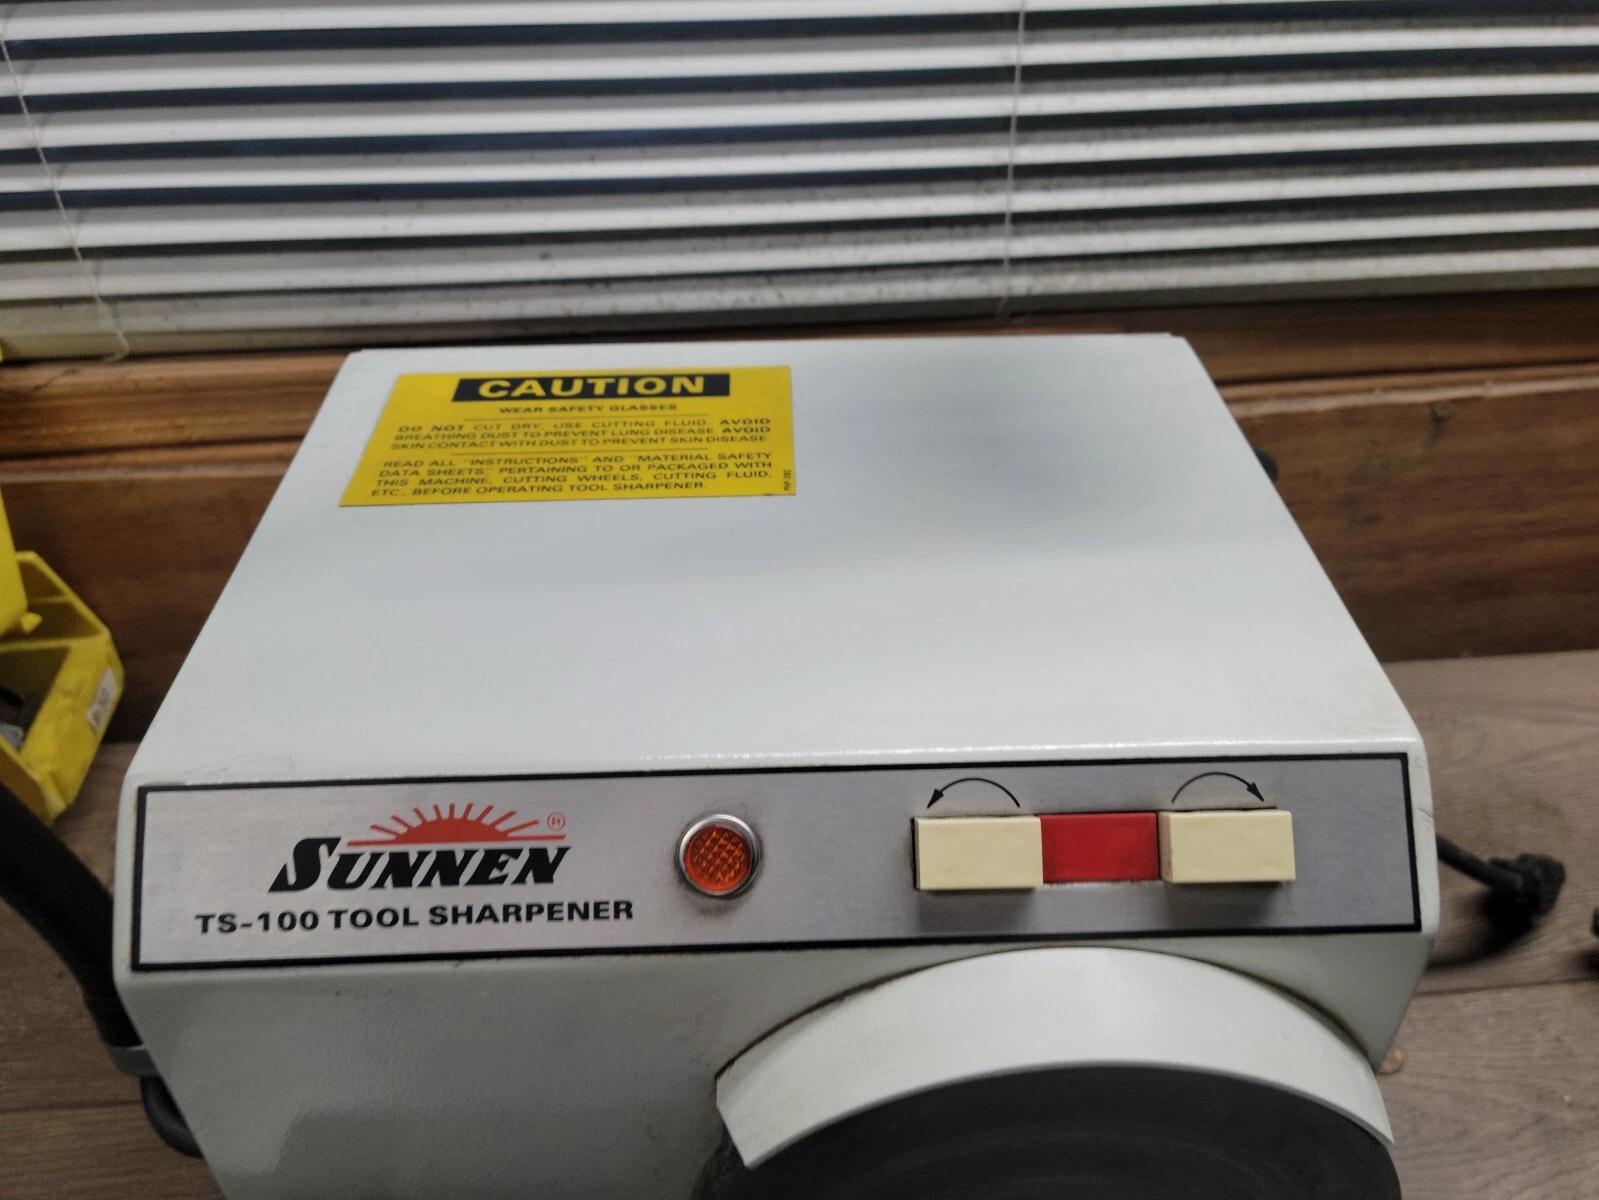 CAUTION
WEAR SAFETY GLASSES
DO NOT CUT DRY, USE CUTTING FLUID. AVOID
BREATHING DUST TO PREVENT LUNG DISEASE. AVOID
SKIN CONTACT WITH DUST TO PREVENT SKIN DISEASE
READ ALL "INSTRUCTIONS" AND "MATERIAL SAFETY
DATA SHEETS," PERTAINING TO OR PACKAGED WITH
THIS MACHINE, CUTTING WHEELS, CUTTING FLUID,
ETC., BEFORE OPERATING TOOL SHARPENER.
SUNNEN®
TS-100 TOOL SHARPENER